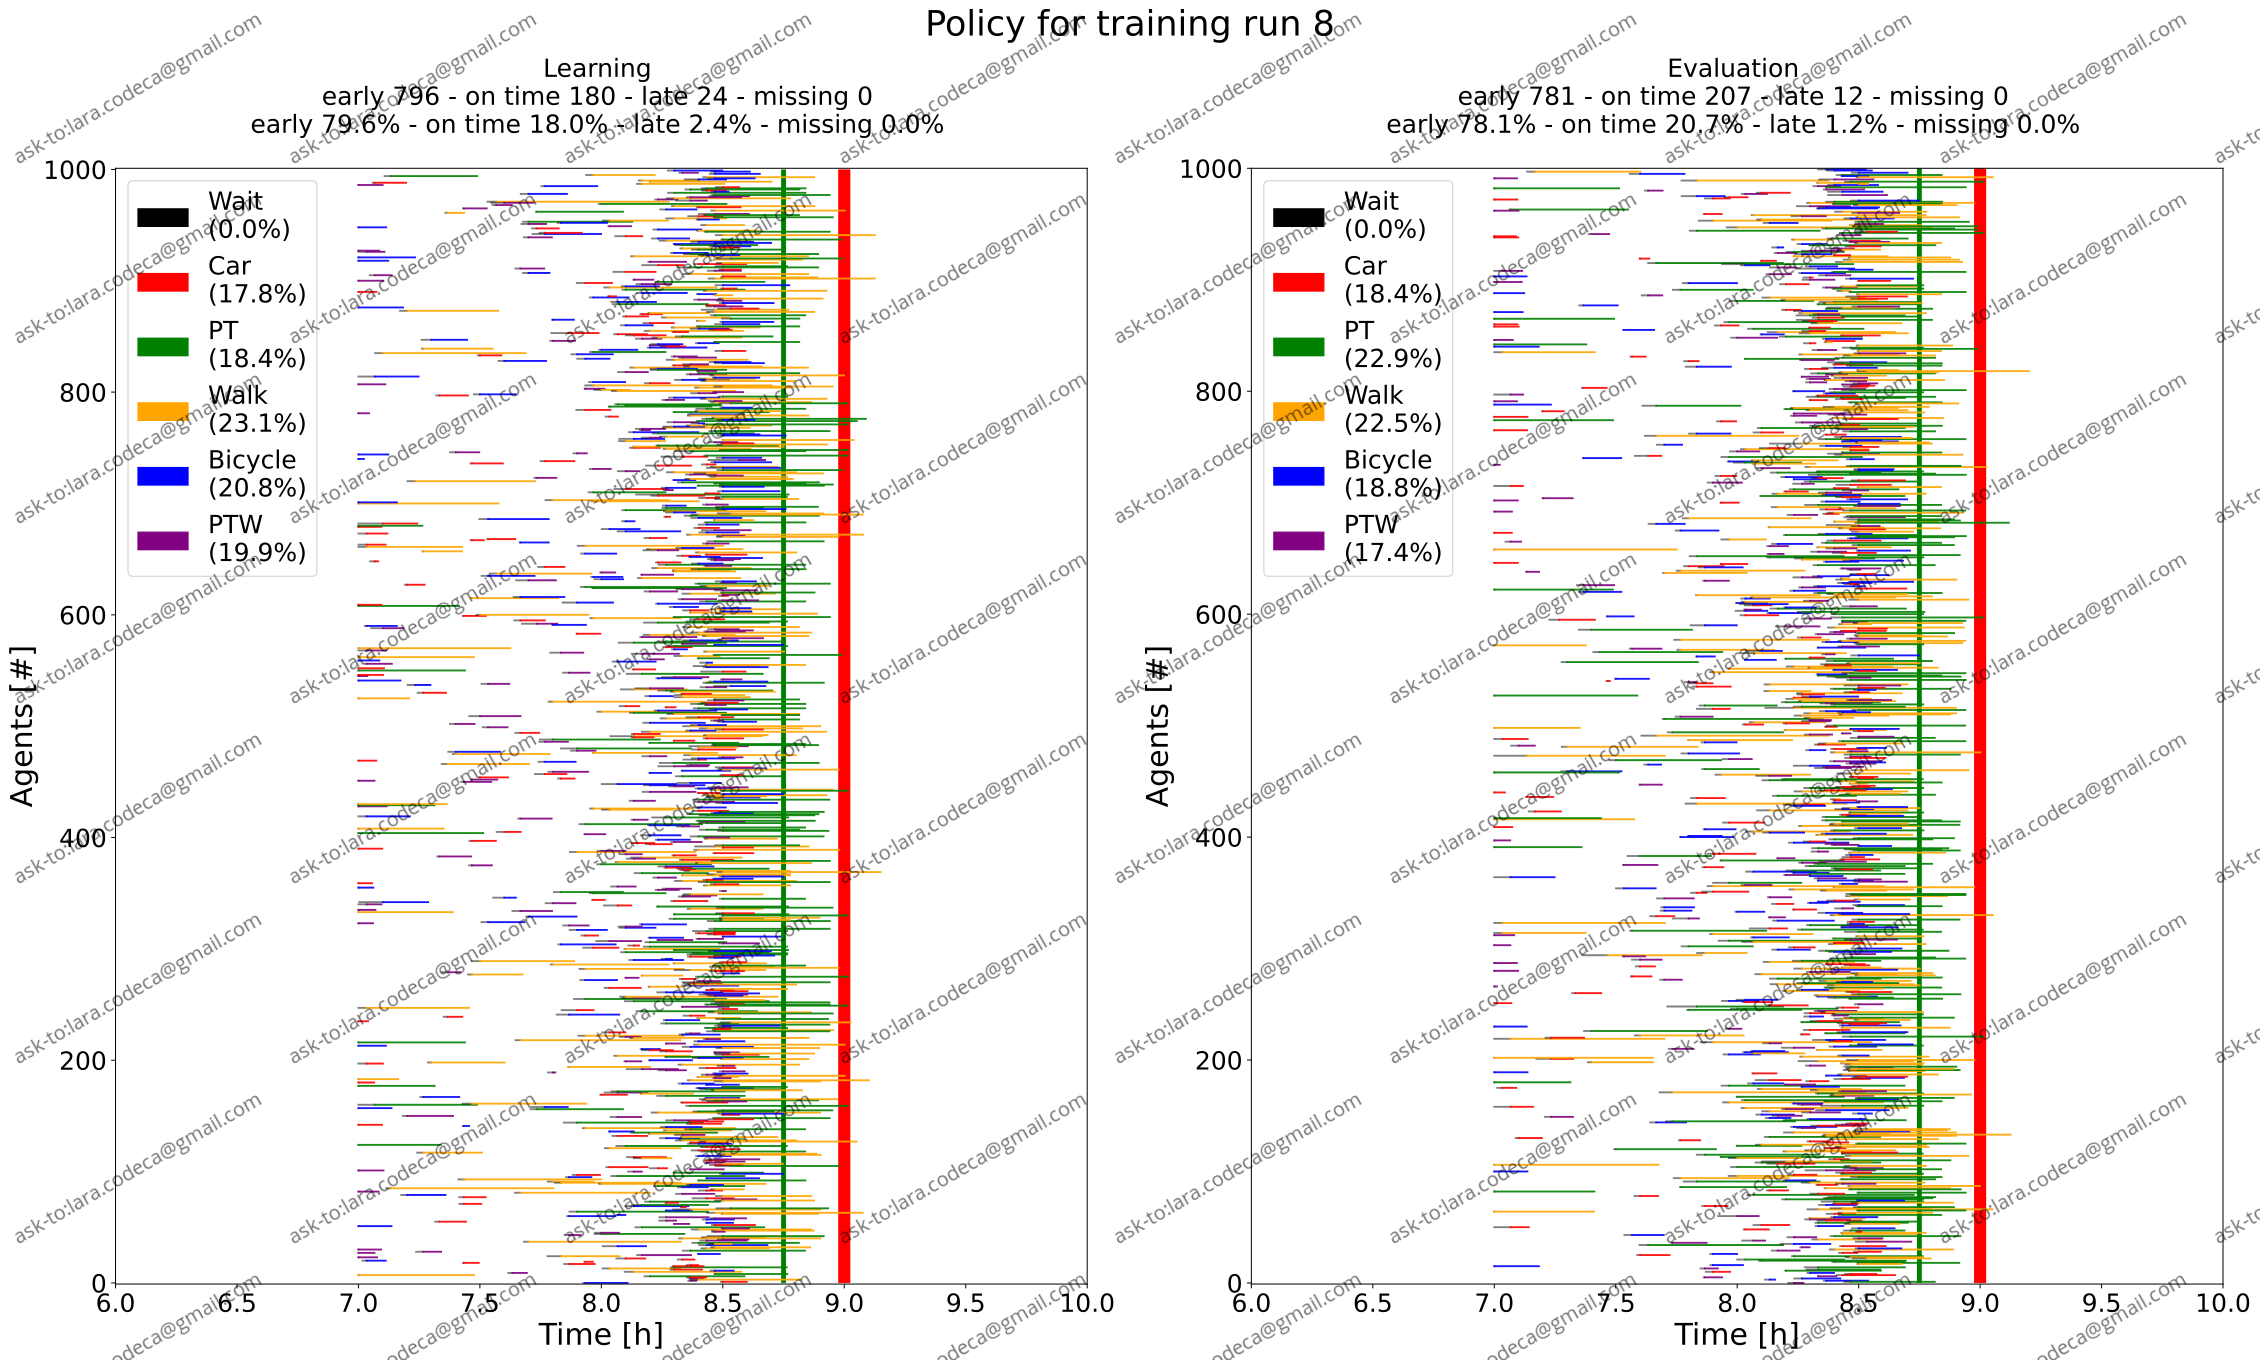 Policy for training run 8
Learning
early 796 - on time 180 - late 24 - missing 0
early 79.6% - on time 18.0% - late 2.4% - missing 0.0%
Wait
(0.0%)
Car
(17.8%)
PT
(18.4%)
Walk
(23.1%)
Bicycle
(20.8%)
PTW
(19.9%)
1000
800
600
400
200
0
Agents [#]
6.0 6.5 7.0 7.5 8.0 8.5 9.0 9.5 10.0
Time [h]
Evaluation
early 781 - on time 207 - late 12 - missing 0
early 78.1% - on time 20.7% - late 1.2% - missing 0.0%
Wait
(0.0%)
Car
(18.4%)
PT
(22.9%)
Walk
(22.5%)
Bicycle
(18.8%)
PTW
(17.4%)
1000
800
600
400
200
0
Agents [#]
6.0 6.5 7.0 7.5 8.0 8.5 9.0 9.5 10.0
Time [h]
ask-to:lara.codeca@gmail.com